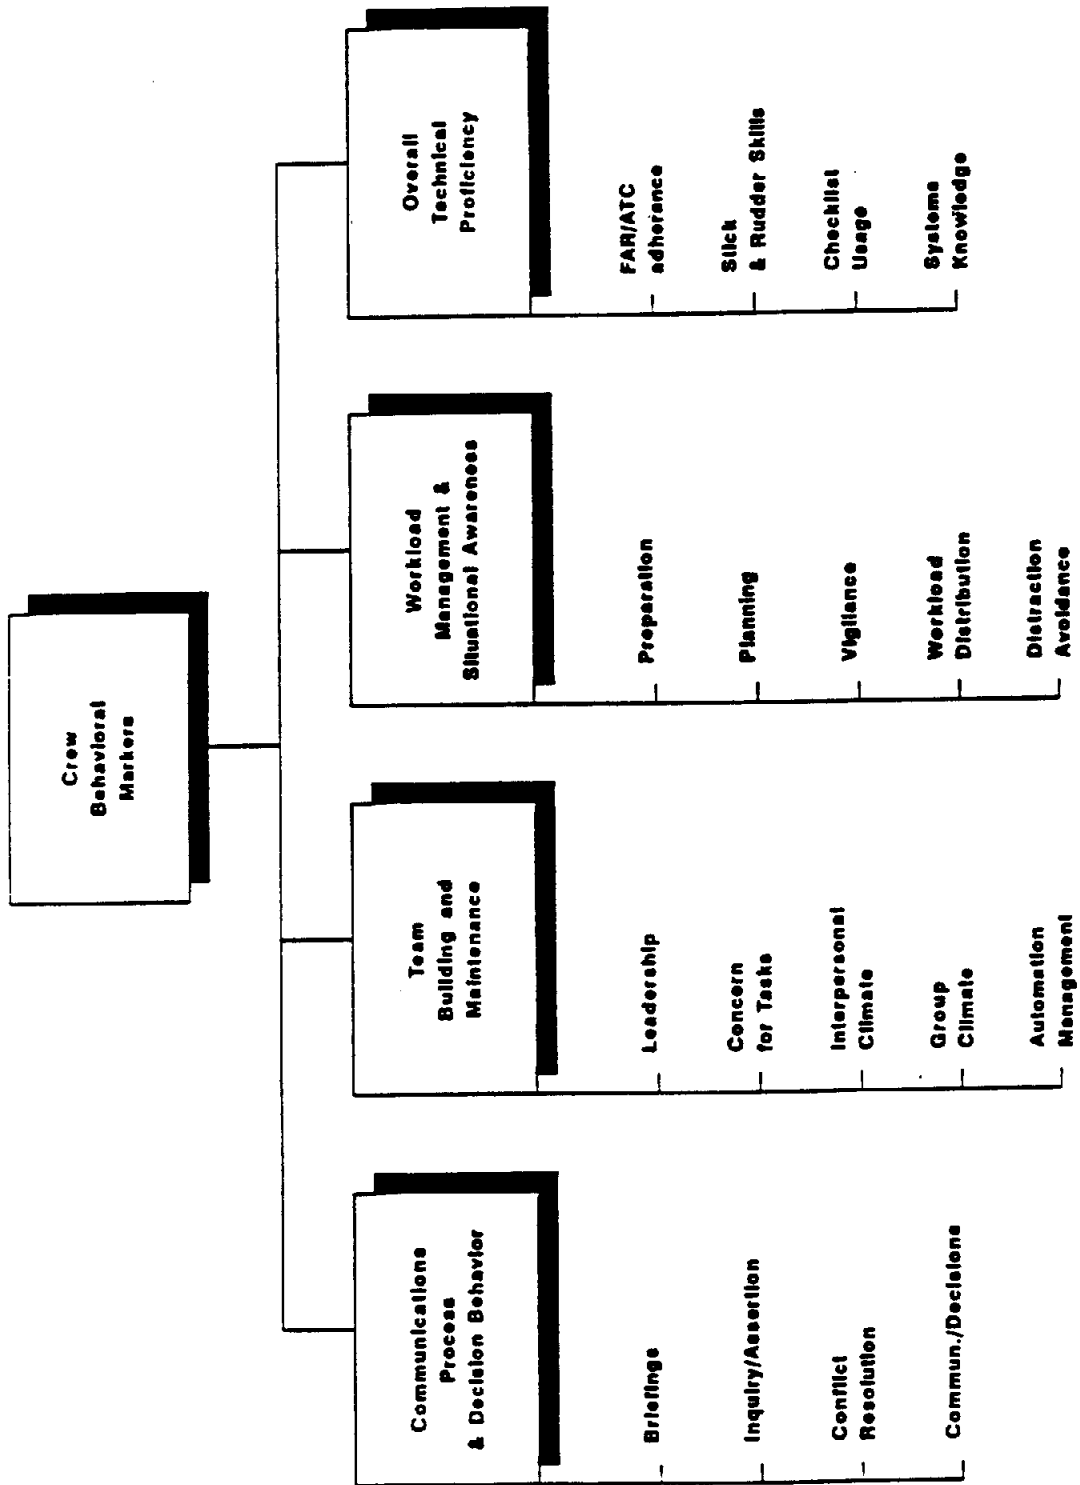 Crew
Behavioral
Markers
Communications
Process
& Decision Behavior
Briefings
Inquiry/Assertion
Conflict
Resolution
Commun./Decisions
Team
Building and
Maintenance
Leadership
Concern
for Tasks
Interpersonal
Climate
Group
Climate
Automation
Management
Workload
Management &
Situational Awareness
Preparation
Planning
Vigilance
Workload
Distribution
Distraction
Avoidance
Overall
Technical
Proficiency
FAR/ATC
adherance
Stick
& Rudder Skills
Checklist
Usage
Systems
Knowledge